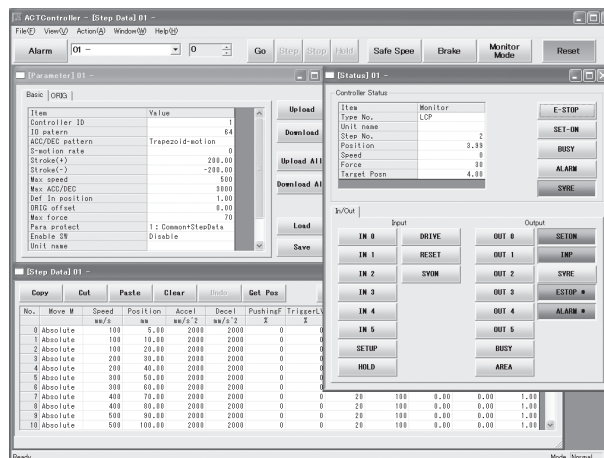 ACTController - [Step Data] 01 -
File(F) View(V) Action(A) Window(W) Help(H)
Alarm 01 - 0 Go Step Stop Hold Safe Spee Brake Monitor Mode Reset
[Parameter] 01 -
Basic ORIG
Item Value
Controller ID 1
IO patern 64
ACC/DEC pattern Trapezoid-motion
S-motion rate 0
Stroke(+) 200.00
Stroke(-) -200.00
Max speed 500
Max ACC/DEC 3000
Def In position 1.00
ORIG offset 0.00
Max force 70
Para protect 1:Common+StepData
Enable SW Disable
Unit name
Upload
Download
Upload All
Download Al
Load
Save
[Status] 01 -
Controller Status
Item Monitor
Type No. LCP
Unit name
Step No. 2
Position 3.99
Speed 0
Force 30
Target Posn 4.00
E-STOP
SET-ON
BUSY
ALARM
SVRE
In/Out
Input Output
IN 0 DRIVE OUT 0 SETON
IN 1 RESET OUT 1 INP
IN 2 SVON OUT 2 SVRE
IN 3 OUT 3 ESTOP *
IN 4 OUT 4 ALARM *
IN 5 OUT 5
SETUP BUSY
HOLD AREA
[Step Data] 01 -
Copy Cut Paste Clear Undo Get Pos
No. Move M Speed Position Accel Decel PushingF TriggerLV
mm/s mm mm/s^2 mm/s^2 % %
0 Absolute 100 5.00 2000 2000 0 0
1 Absolute 100 10.00 2000 2000 0 0
2 Absolute 100 20.00 2000 2000 0 0
3 Absolute 200 30.00 2000 2000 0 0
4 Absolute 200 40.00 2000 2000 0 0
5 Absolute 300 50.00 2000 2000 0 0
6 Absolute 300 60.00 2000 2000 0 0
7 Absolute 400 70.00 2000 2000 0 0 20 100 0.00 0.00 1.00
8 Absolute 400 80.00 2000 2000 0 0 20 100 0.00 0.00 1.00
9 Absolute 500 90.00 2000 2000 0 0 20 100 0.00 0.00 1.00
10 Absolute 500 100.00 2000 2000 0 0 20 100 0.00 0.00 1.00
Ready Mode Normal